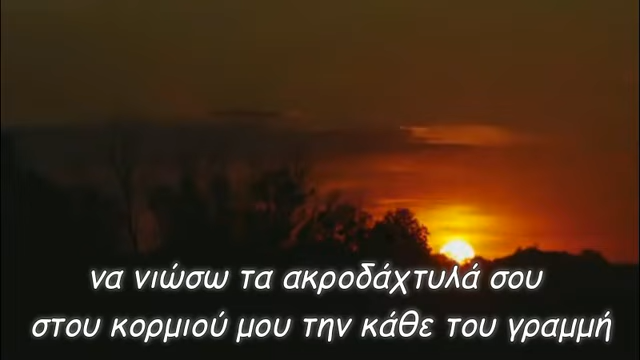 να νιώσω τα ακροδάχτυλά σου
στου κορμιού μου την κάθε του γραμμή